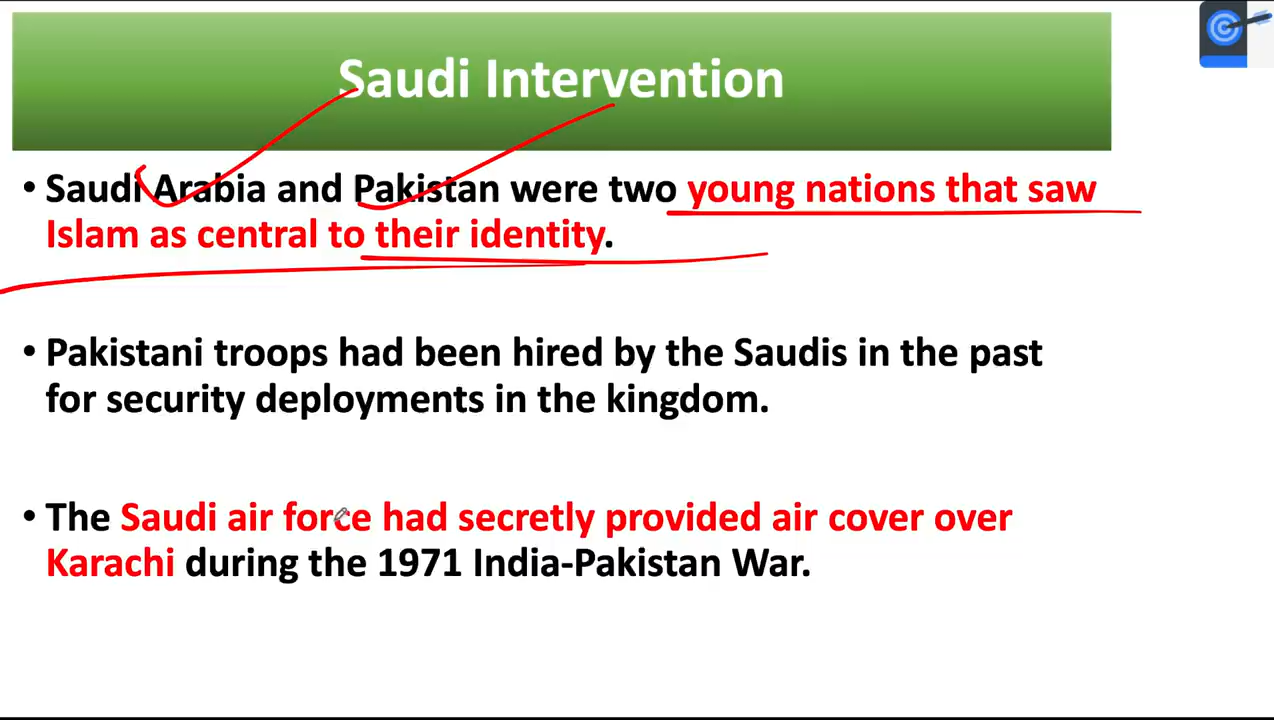 Saudi Intervention
• Saudi Arabia and Pakistan were two young nations that saw
Islam as central to their identity.
• Pakistani troops had been hired by the Saudis in the past
for security deployments in the kingdom.
• The Saudi air force had secretly provided air cover over
Karachi during the 1971 India-Pakistan War.